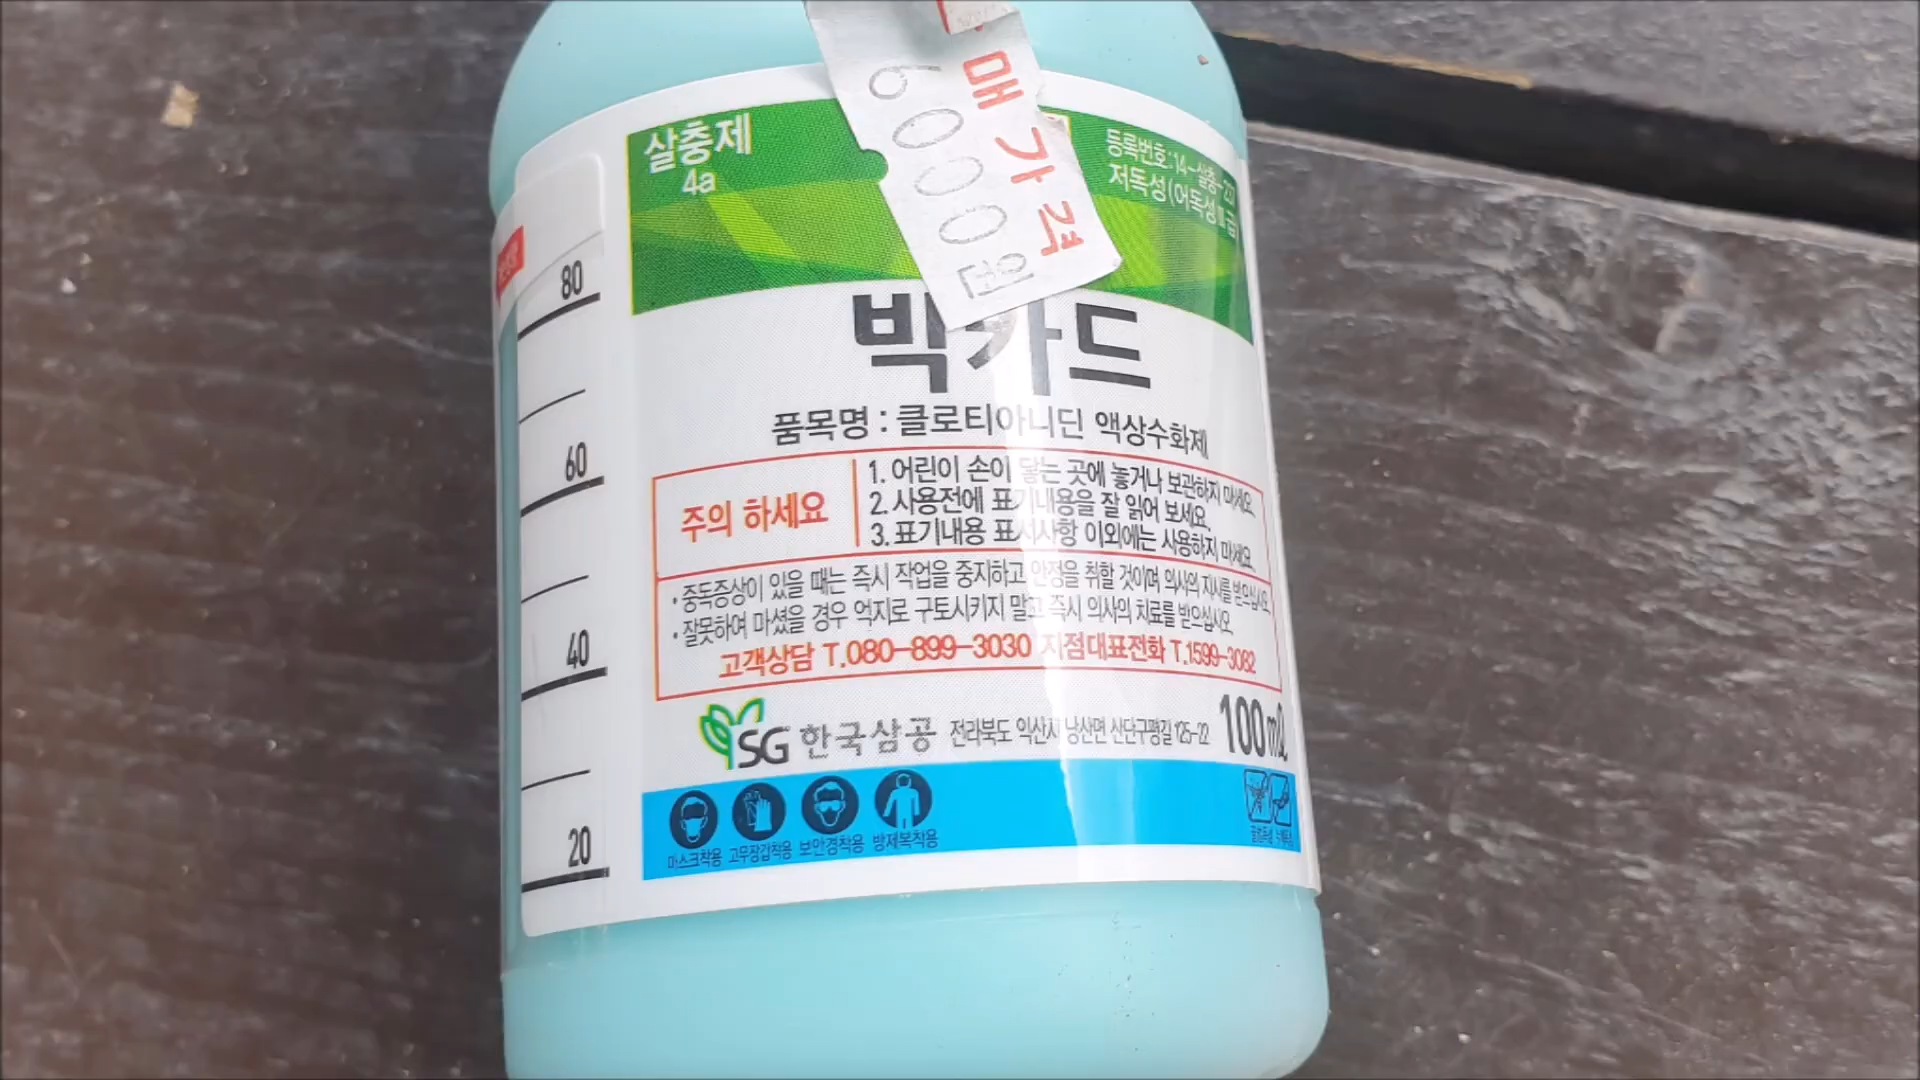 매가격
6000원
살충제
4a
등록번호:14-살충-
저독성(어독성Ⅲ급)
빅카드
품목명 : 클로티아니딘 액상수화제
주의 하세요
1. 어린이 손이 닿는 곳에 놓거나 보관하지 마세요.
2. 사용전에 표기내용을 잘 읽어 보세요.
3. 표기내용 표서사항 이외에는 사용하지 마세요.
· 중독증상이 있을 때는 즉시 작업을 중지하고 안정을 취할 것이며 의사의 지시를 받으십시오.
· 잘못하여 마셨을 경우 억지로 구토시키지 말고 즉시 의사의 치료를 받으십시오.
고객상담 T.080-899-3030 지점대표전화 T.1599-3082
SG 한국삼공 전라북도 익산시 낭산면 산단구평길 125-22 100㎖
마스크착용 고무장갑착용 보안경착용 방제복착용
80
60
40
20